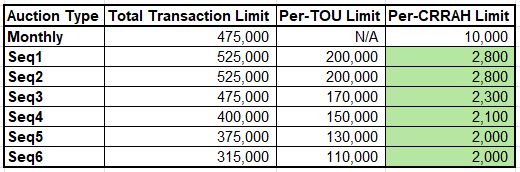 Auction Type Total Transaction Limit Per-TOU Limit Per-CRRAH Limit
Monthly 475,000 N/A 10,000
Seq1 525,000 200,000 2,800
Seq2 525,000 200,000 2,800
Seq3 475,000 170,000 2,300
Seq4 400,000 150,000 2,100
Seq5 375,000 130,000 2,000
Seq6 315,000 110,000 2,000